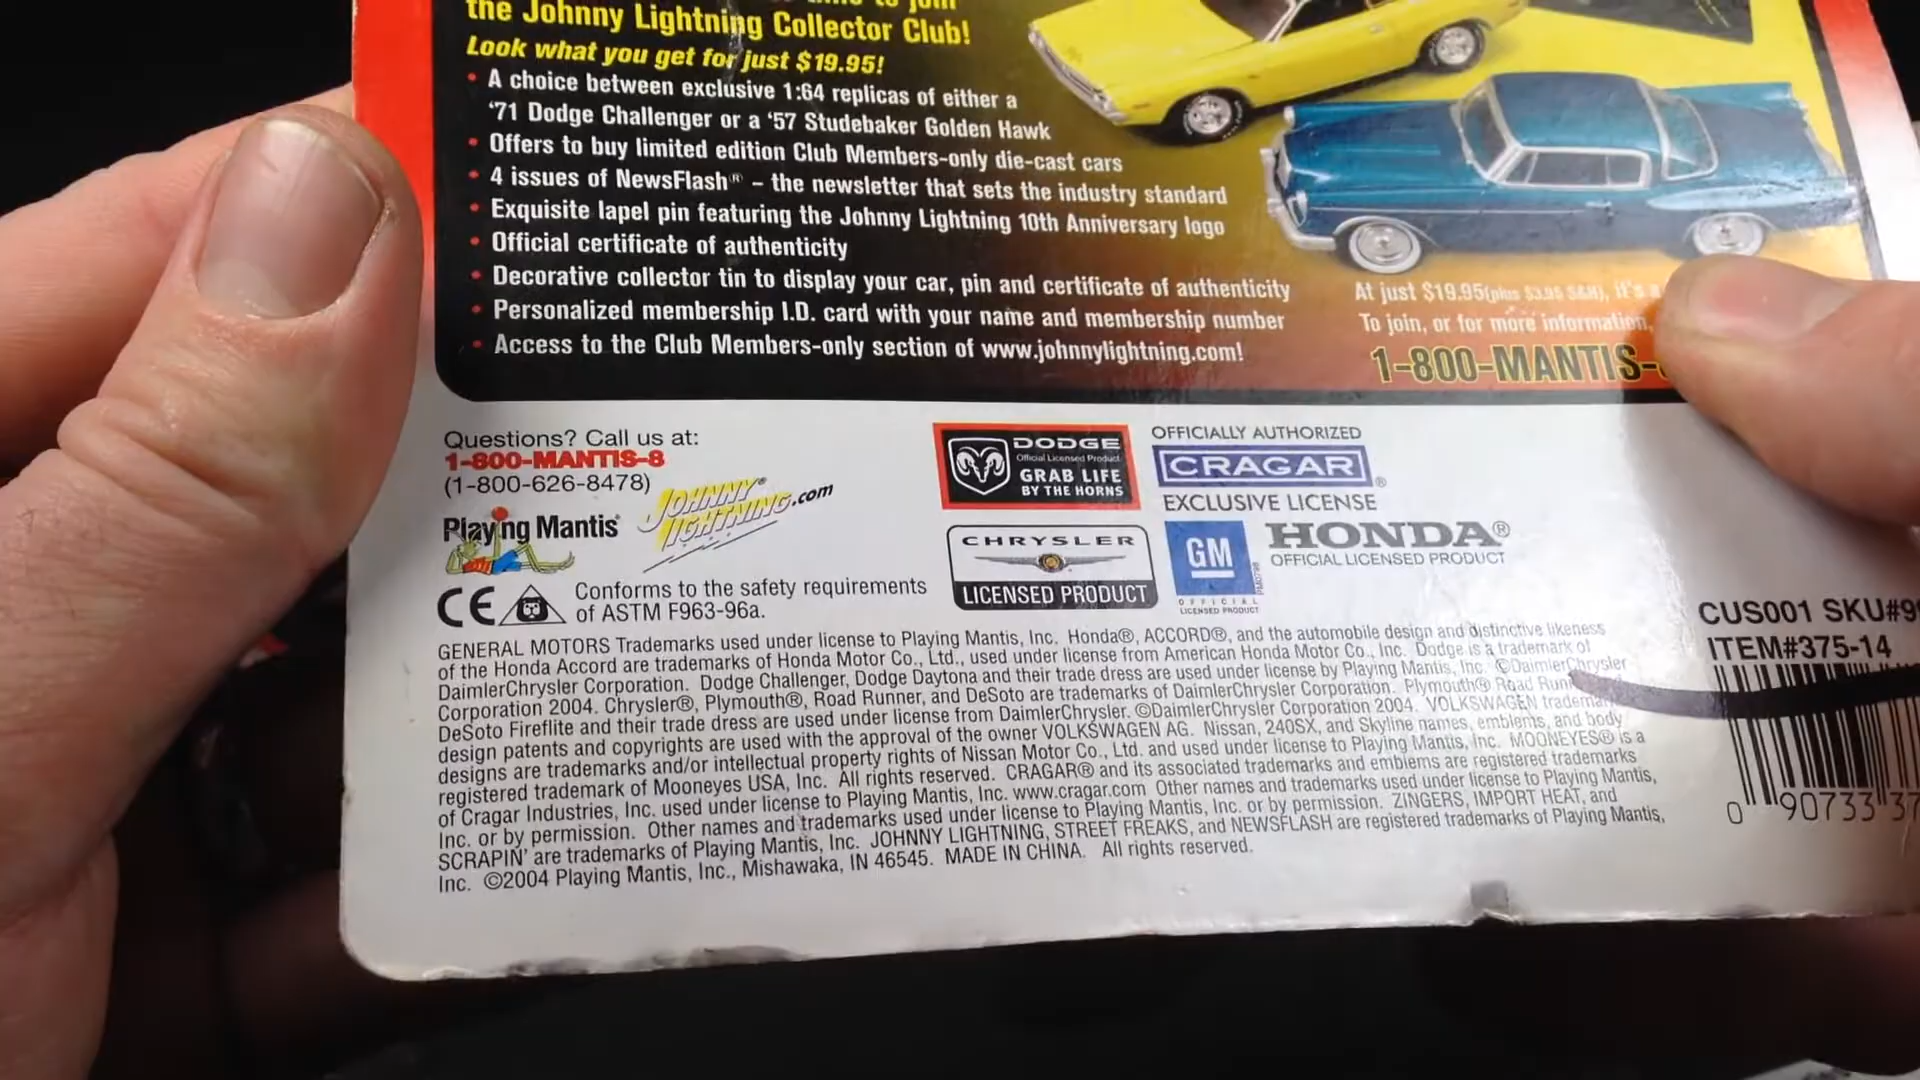 the Johnny Lightning Collector Club!
Look what you get for just $19.95!
• A choice between exclusive 1:64 replicas of either a
'71 Dodge Challenger or a '57 Studebaker Golden Hawk
• Offers to buy limited edition Club Members-only die-cast cars
• 4 issues of NewsFlash® – the newsletter that sets the industry standard
• Exquisite lapel pin featuring the Johnny Lightning 10th Anniversary logo
• Official certificate of authenticity
• Decorative collector tin to display your car, pin and certificate of authenticity
• Personalized membership I.D. card with your name and membership number
• Access to the Club Members-only section of www.johnnylightning.com!
At just $19.95(plus $3.95 S&H), it's
To join, or for more information,
1-800-MANTIS-
Questions? Call us at:
1-800-MANTIS-8
(1-800-626-8478)
Playing Mantis
JOHNNY LIGHTNING.com
DODGE
Official Licensed Product
GRAB LIFE
BY THE HORNS
OFFICIALLY AUTHORIZED
CRAGAR®
EXCLUSIVE LICENSE
CHRYSLER
LICENSED PRODUCT
GM
OFFICIAL
LICENSED PRODUCT
HONDA®
OFFICIAL LICENSED PRODUCT
CE
Conforms to the safety requirements
of ASTM F963-96a.
GENERAL MOTORS Trademarks used under license to Playing Mantis, Inc. Honda®, ACCORD®, and the automobile design and distinctive likeness
of the Honda Accord are trademarks of Honda Motor Co., Ltd., used under license from American Honda Motor Co., Inc. Dodge is a trademark of
DaimlerChrysler Corporation. Dodge Challenger, Dodge Daytona and their trade dress are used under license by Playing Mantis, Inc. ©DaimlerChrysler
Corporation 2004. Chrysler®, Plymouth®, Road Runner, and DeSoto are trademarks of DaimlerChrysler Corporation. Plymouth® Road Runn
DeSoto Fireflite and their trade dress are used under license from DaimlerChrysler. ©DaimlerChrysler Corporation 2004. VOLKSWAGEN trademar
design patents and copyrights are used with the approval of the owner VOLKSWAGEN AG. Nissan, 240SX, and Skyline names, emblems, and body
designs are trademarks and/or intellectual property rights of Nissan Motor Co., Ltd. and used under license to Playing Mantis, Inc. MOONEYES® is a
registered trademark of Mooneyes USA, Inc. All rights reserved. CRAGAR® and its associated trademarks and emblems are registered trademarks
of Cragar Industries, Inc. used under license to Playing Mantis, Inc. www.cragar.com Other names and trademarks used under license to Playing Mantis,
Inc. or by permission. Other names and trademarks used under license to Playing Mantis, Inc. or by permission. ZINGERS, IMPORT HEAT, and
SCRAPIN' are trademarks of Playing Mantis, Inc. JOHNNY LIGHTNING, STREET FREAKS, and NEWSFLASH are registered trademarks of Playing Mantis,
Inc. ©2004 Playing Mantis, Inc., Mishawaka, IN 46545. MADE IN CHINA. All rights reserved.
CUS001 SKU#9
ITEM#375-14
0 90733 37